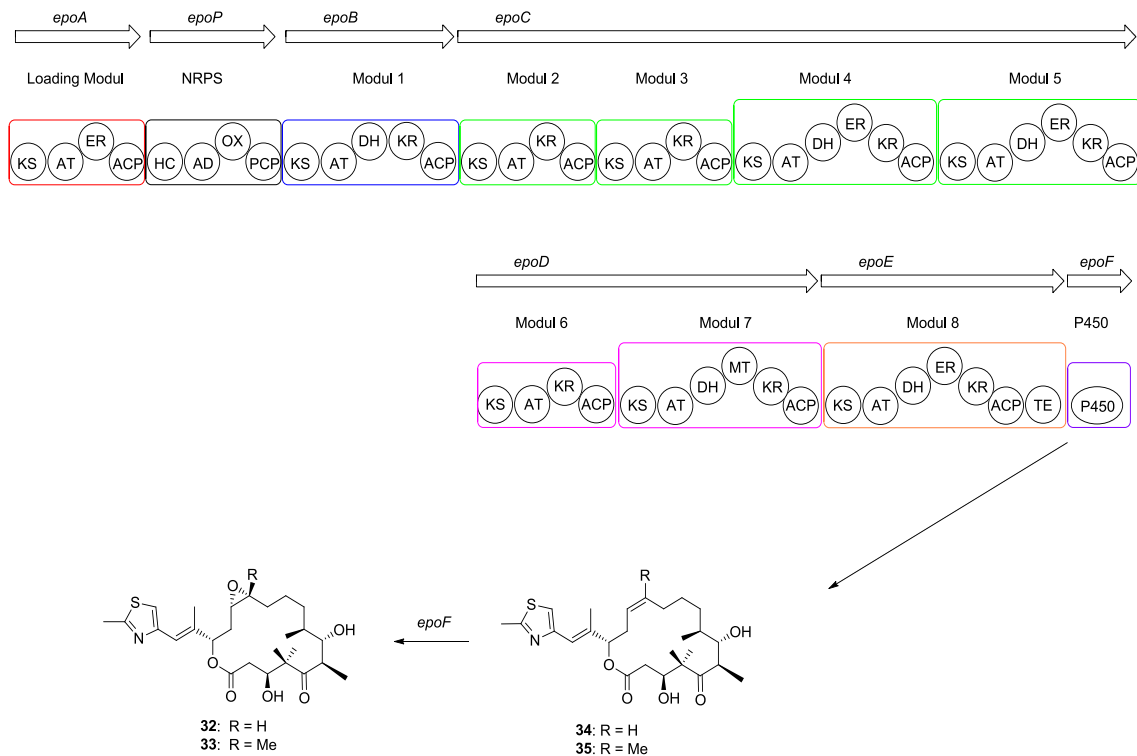 epoA epoP epoB epoC
Loading Modul NRPS Modul 1 Modul 2 Modul 3 Modul 4 Modul 5
KS AT ER ACP HC AD OX PCP KS AT DH KR ACP KS AT KR ACP KS AT KR ACP KS AT DH ER KR ACP KS AT DH ER KR ACP
epoD epoE epoF
Modul 6 Modul 7 Modul 8 P450
KS AT KR ACP KS AT DH MT KR ACP KS AT DH ER KR ACP TE P450
R
O
S
N
OH
O
O
OH
O
32: R = H
33: R = Me
epoF
R
S
N
OH
O
O
OH
O
34: R = H
35: R = Me